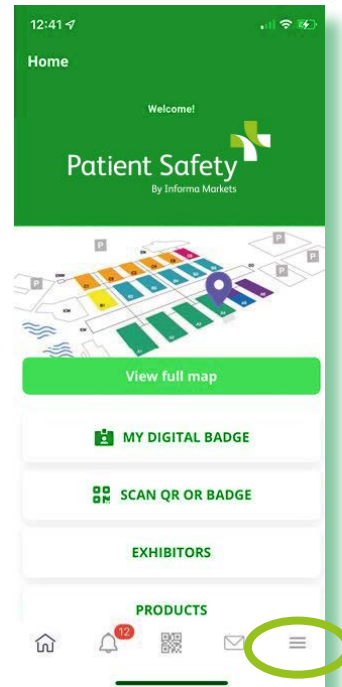 12:41
Home
Welcome!
Patient Safety
By Informa Markets
P
P
P
P
P
View full map
MY DIGITAL BADGE
SCAN QR OR BADGE
EXHIBITORS
PRODUCTS
12